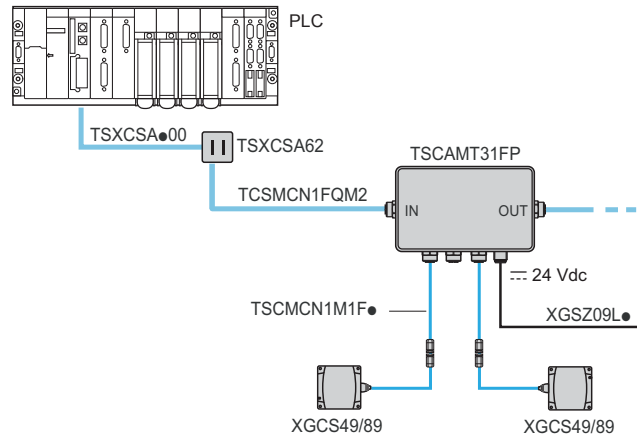 PLC
TSXCSA●00
TSXCSA62
TSCAMT31FP
TCSMCN1FQM2
IN
OUT
24 Vdc
TSCMCN1M1F●
XGSZ09L●
XGCS49/89
XGCS49/89